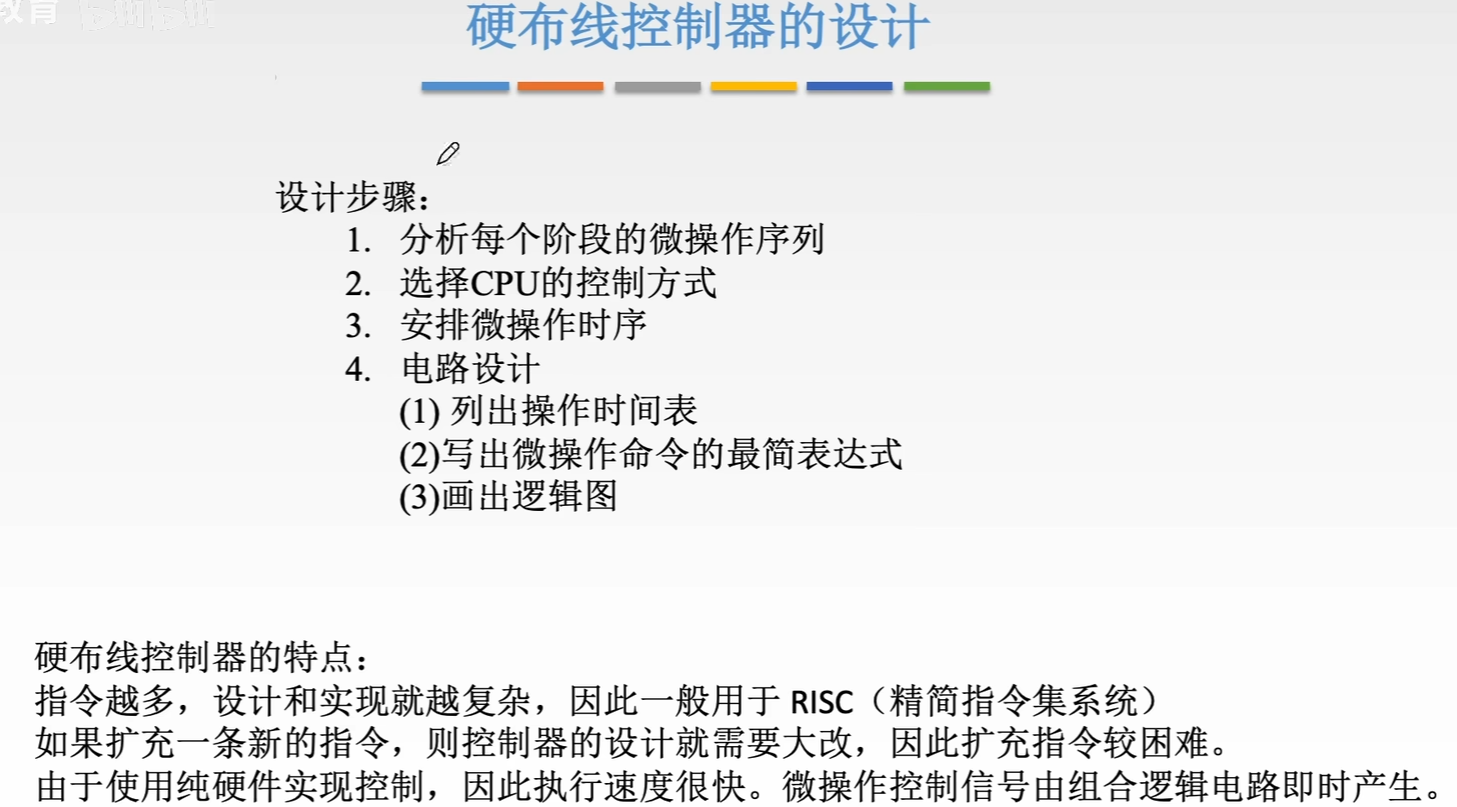 教育 bilibili
硬布线控制器的设计
设计步骤：
1. 分析每个阶段的微操作序列
2. 选择CPU的控制方式
3. 安排微操作时序
4. 电路设计
(1) 列出操作时间表
(2)写出微操作命令的最简表达式
(3)画出逻辑图
硬布线控制器的特点：
指令越多，设计和实现就越复杂，因此一般用于 RISC（精简指令集系统）
如果扩充一条新的指令，则控制器的设计就需要大改，因此扩充指令较困难。
由于使用纯硬件实现控制，因此执行速度很快。微操作控制信号由组合逻辑电路即时产生。